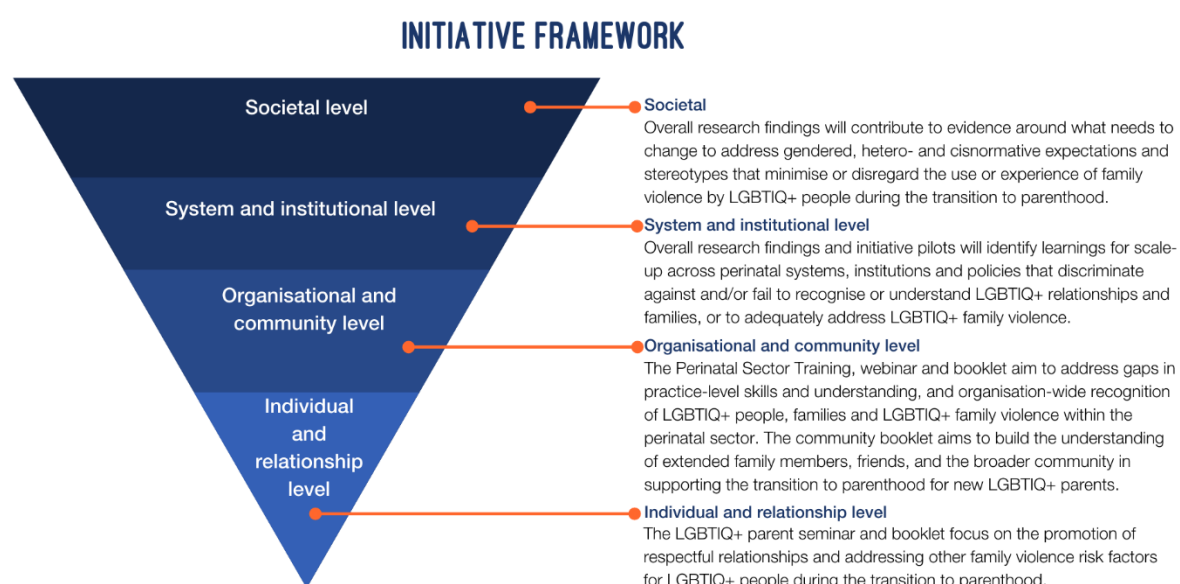 INITIATIVE FRAMEWORK
Societal level
System and institutional level
Organisational and
community level
Individual
and
relationship
level
Societal
Overall research findings will contribute to evidence around what needs to
change to address gendered, hetero- and cisnormative expectations and
stereotypes that minimise or disregard the use or experience of family
violence by LGBTIQ+ people during the transition to parenthood.
System and institutional level
Overall research findings and initiative pilots will identify learnings for scale-
up across perinatal systems, institutions and policies that discriminate
against and/or fail to recognise or understand LGBTIQ+ relationships and
families, or to adequately address LGBTIQ+ family violence.
Organisational and community level
The Perinatal Sector Training, webinar and booklet aim to address gaps in
practice-level skills and understanding, and organisation-wide recognition
of LGBTIQ+ people, families and LGBTIQ+ family violence within the
perinatal sector. The community booklet aims to build the understanding
of extended family members, friends, and the broader community in
supporting the transition to parenthood for new LGBTIQ+ parents.
Individual and relationship level
The LGBTIQ+ parent seminar and booklet focus on the promotion of
respectful relationships and addressing other family violence risk factors
for LGBTIQ+ people during the transition to parenthood.